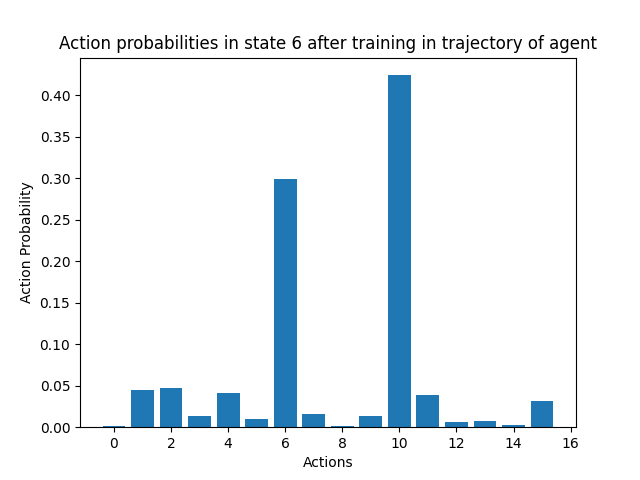 Action probabilities in state 6 after training in trajectory of agent
0.40
0.35
0.30
0.25
0.20
0.15
0.10
0.05
0.00
Action Probability
0 2 4 6 8 10 12 14 16
Actions